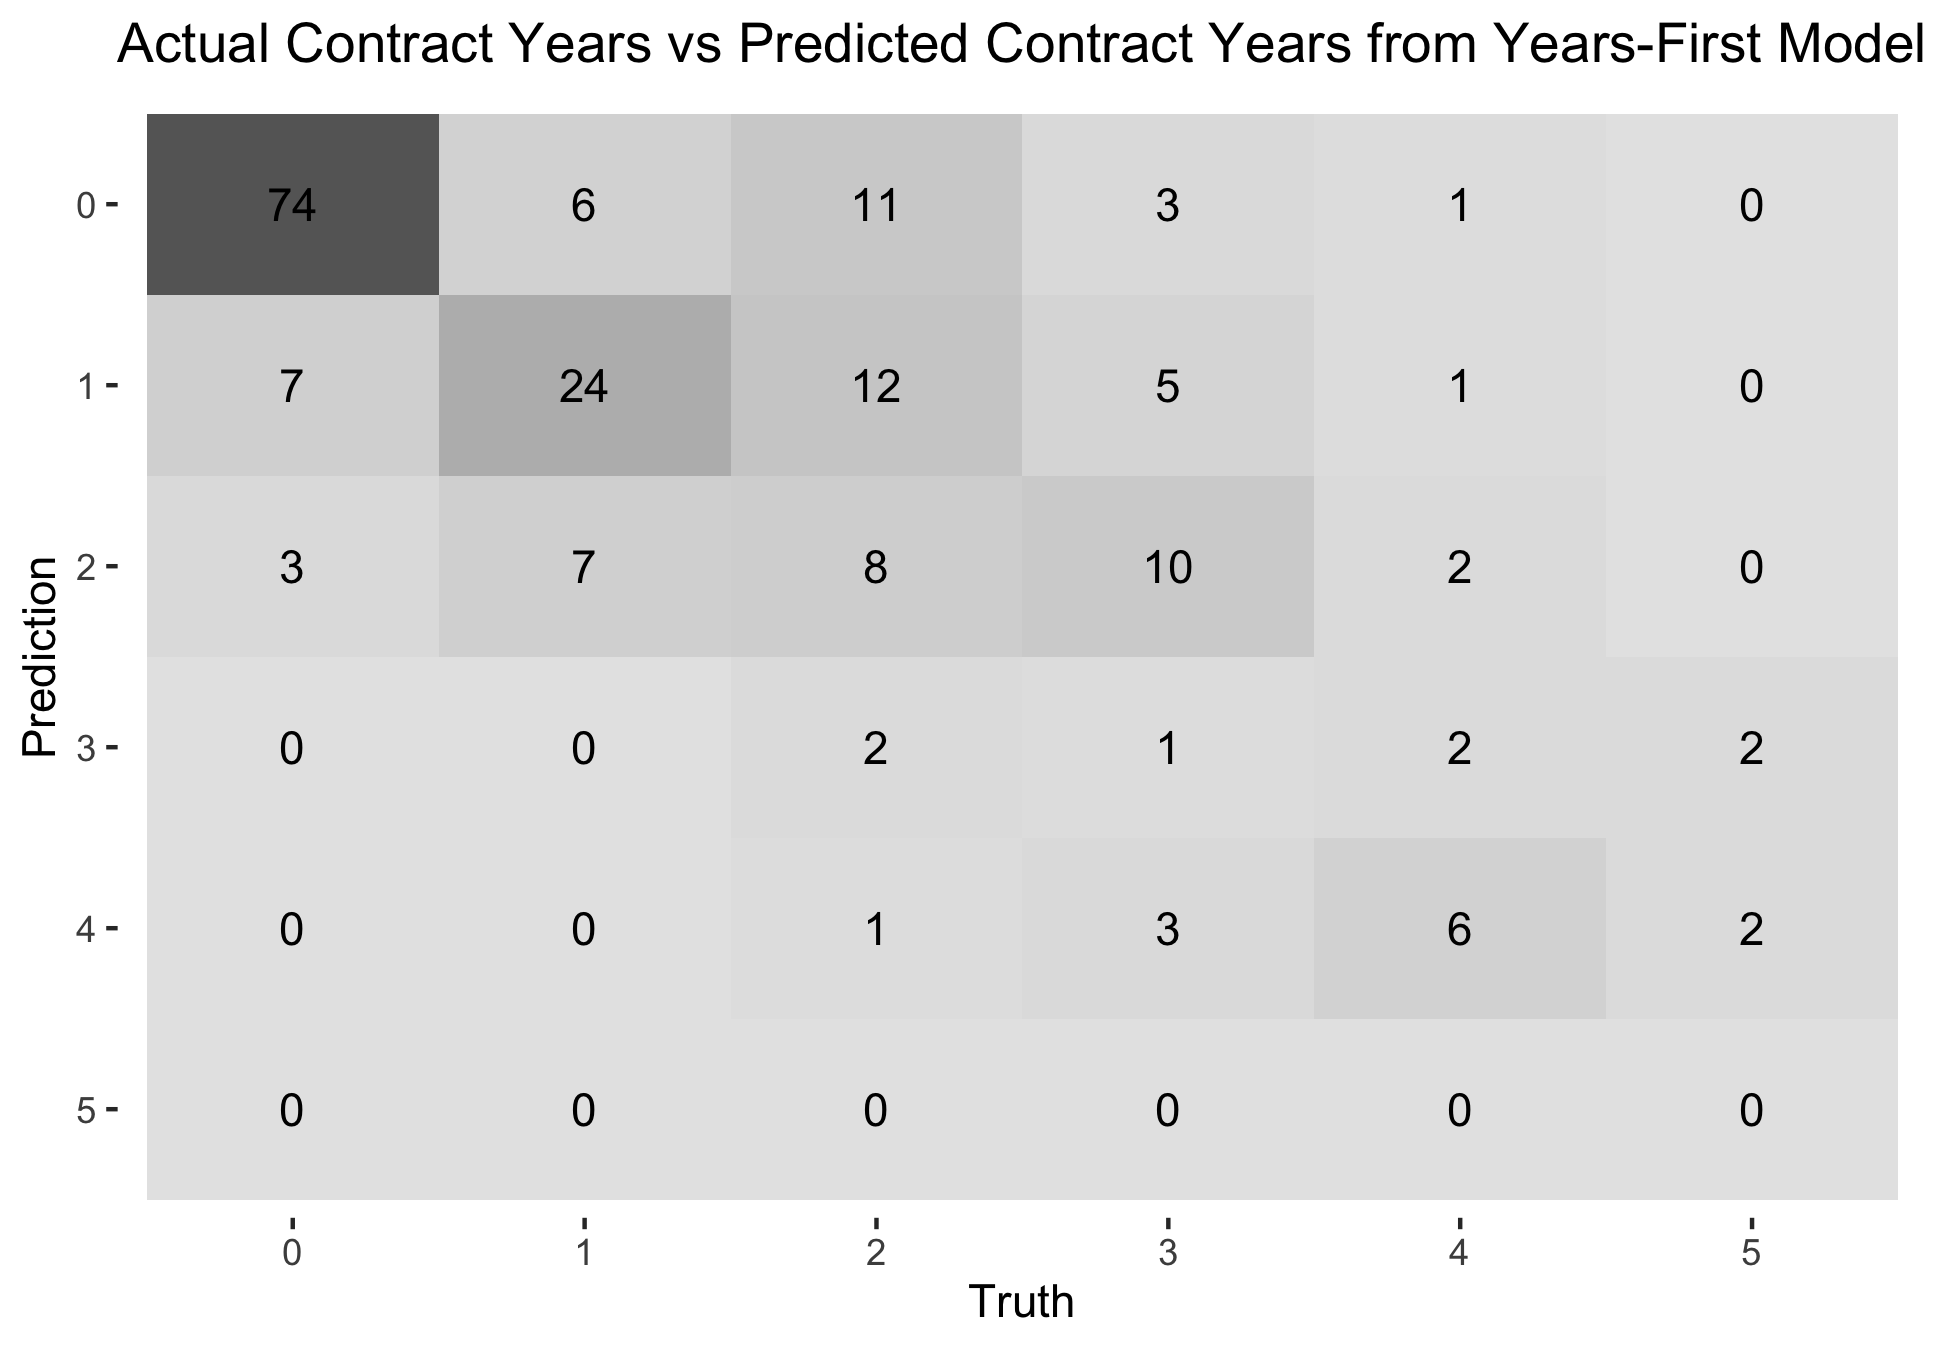 Actual Contract Years vs Predicted Contract Years from Years-First Model
Prediction
0 74 6 11 3 1 0
1 7 24 12 5 1 0
2 3 7 8 10 2 0
3 0 0 2 1 2 2
4 0 0 1 3 6 2
5 0 0 0 0 0 0
0 1 2 3 4 5
Truth